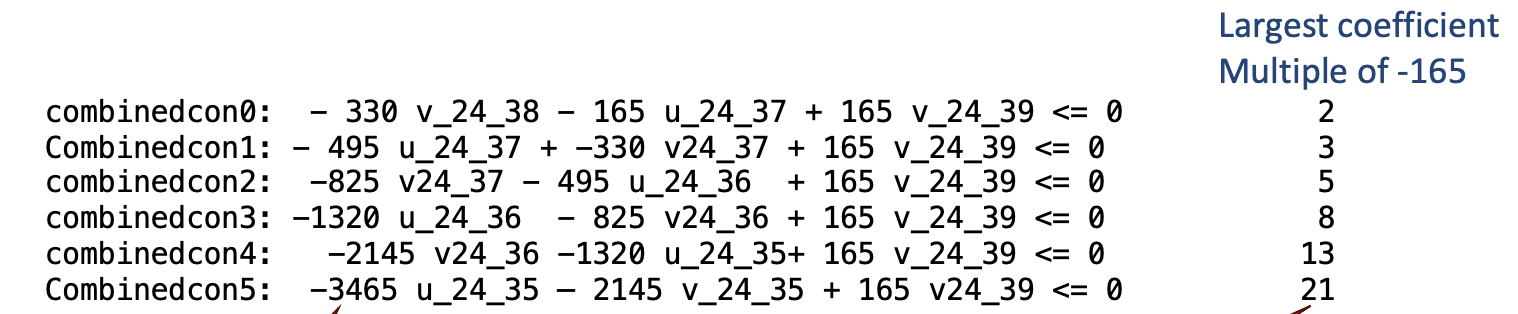 Largest coefficient
Multiple of -165
combinedcon0: – 330 v_24_38 – 165 u_24_37 + 165 v_24_39 <= 0 2
Combinedcon1: – 495 u_24_37 + -330 v24_37 + 165 v_24_39 <= 0 3
combinedcon2: -825 v24_37 – 495 u_24_36 + 165 v_24_39 <= 0 5
combinedcon3: -1320 u_24_36 – 825 v24_36 + 165 v_24_39 <= 0 8
combinedcon4: -2145 v24_36 -1320 u_24_35+ 165 v_24_39 <= 0 13
Combinedcon5: -3465 u_24_35 – 2145 v_24_35 + 165 v24_39 <= 0 21